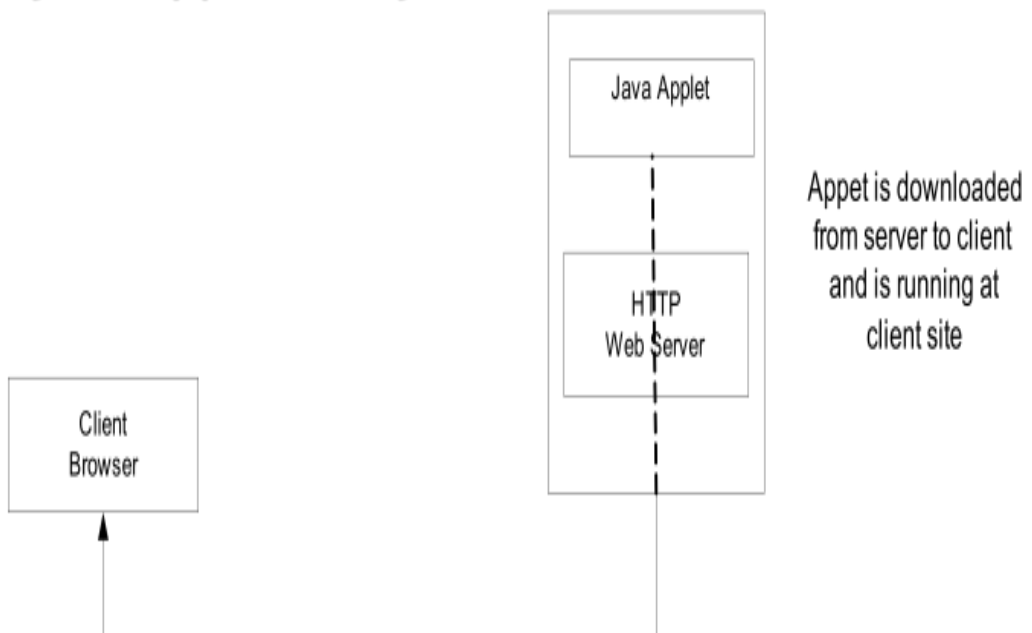 Java Applet
Appet is downloaded
from server to client
and is running at
client site
HTTP
Web Server
Client
Browser